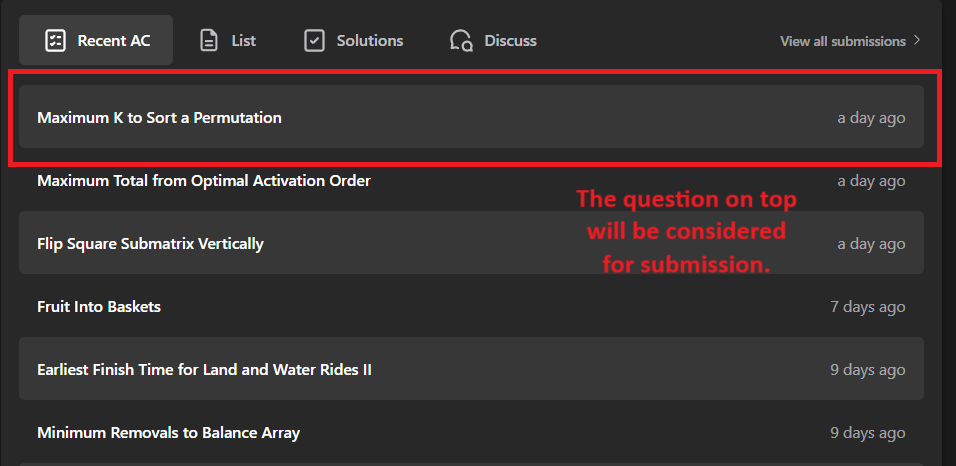 Recent AC
List
Solutions
Discuss
View all submissions
Maximum K to Sort a Permutation
a day ago
Maximum Total from Optimal Activation Order
a day ago
The question on top
will be considered
for submission.
Flip Square Submatrix Vertically
a day ago
Fruit Into Baskets
7 days ago
Earliest Finish Time for Land and Water Rides II
9 days ago
Minimum Removals to Balance Array
9 days ago